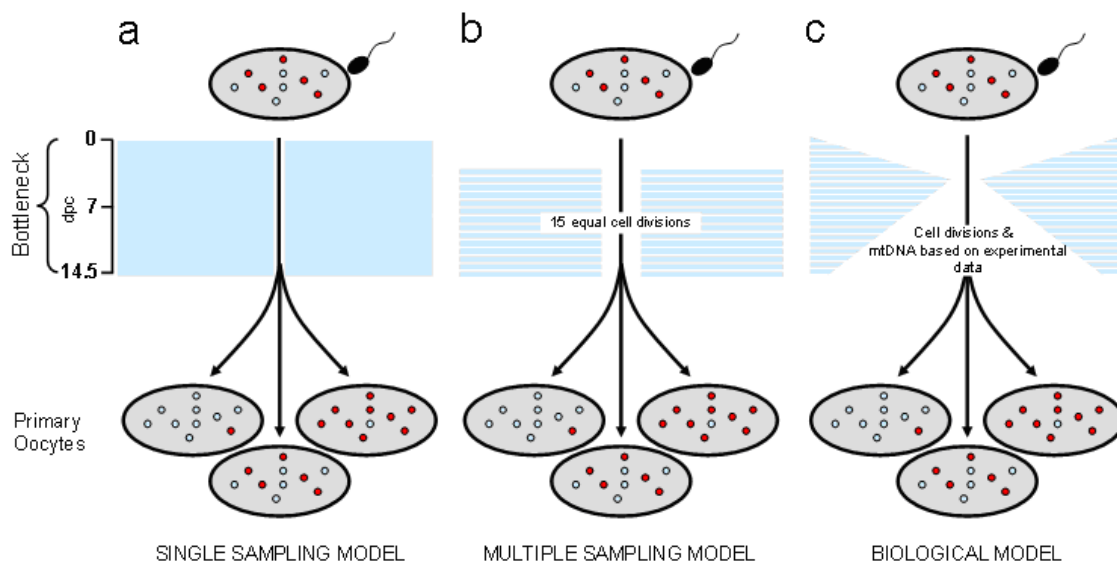 a
b
c
Bottleneck
dpc
0
7
14.5
15 equal cell divisions
Cell divisions &
mtDNA based on experimental
data
Primary
Oocytes
SINGLE SAMPLING MODEL
MULTIPLE SAMPLING MODEL
BIOLOGICAL MODEL